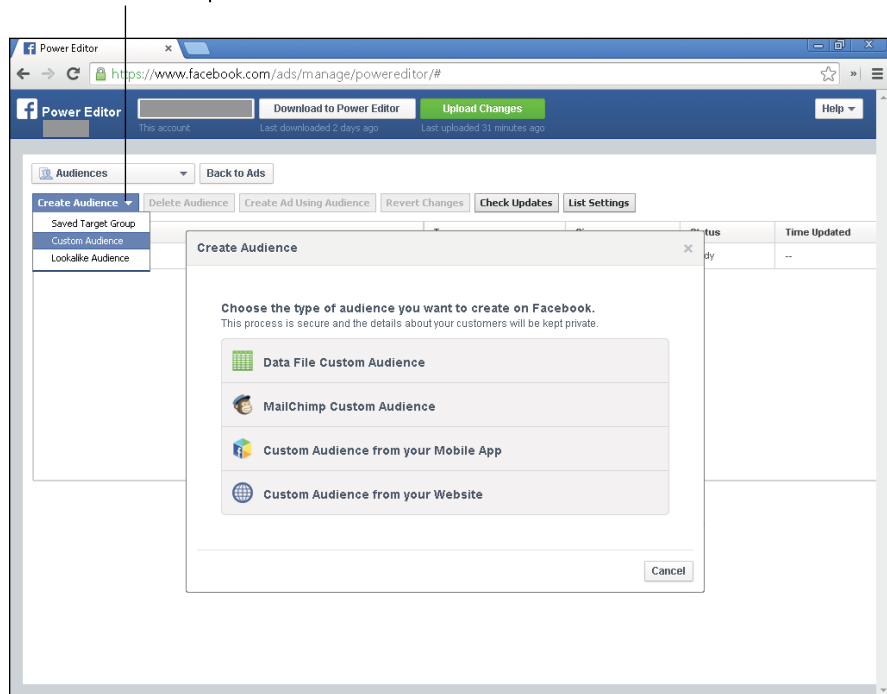 Power Editor
https://www.facebook.com/ads/manage/powereditor/#
Power Editor
Download to Power Editor
Upload Changes
Help
This account
Last downloaded 2 days ago
Last uploaded 31 minutes ago
Audiences
Back to Ads
Create Audience
Delete Audience
Create Ad Using Audience
Revert Changes
Check Updates
List Settings
Saved Target Group
Custom Audience
Lookalike Audience
Time Updated
--
Create Audience
Choose the type of audience you want to create on Facebook.
This process is secure and the details about your customers will be kept private.
Data File Custom Audience
MailChimp Custom Audience
Custom Audience from your Mobile App
Custom Audience from your Website
Cancel